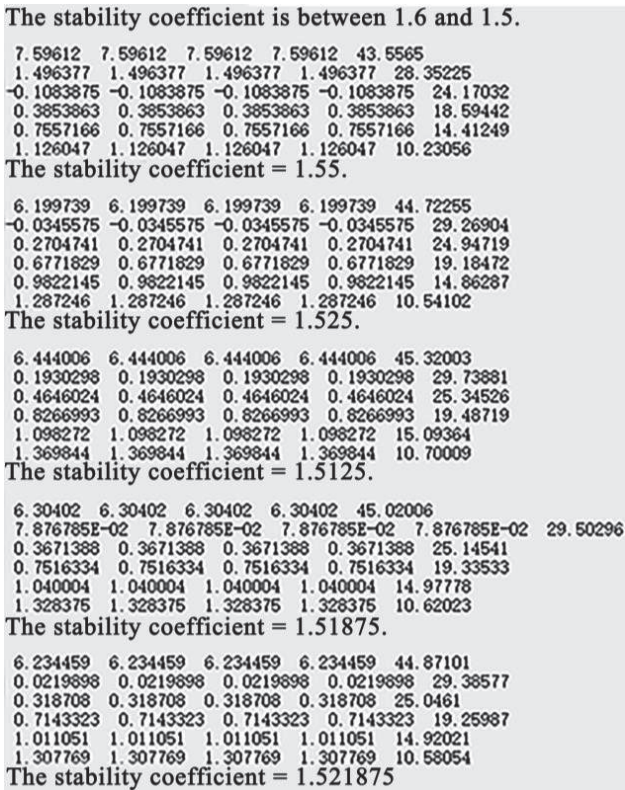 The stability coefficient is between 1.6 and 1.5.
7.59612 7.59612 7.59612 7.59612 43.5565
1.496377 1.496377 1.496377 1.496377 28.35225
-0.1083875 -0.1083875 -0.1083875 -0.1083875 24.17032
0.3853863 0.3853863 0.3853863 0.3853863 18.59442
0.7557166 0.7557166 0.7557166 0.7557166 14.41249
1.126047 1.126047 1.126047 1.126047 10.23056
The stability coefficient = 1.55.
6.199739 6.199739 6.199739 6.199739 44.72255
-0.0345575 -0.0345575 -0.0345575 -0.0345575 29.26904
0.2704741 0.2704741 0.2704741 0.2704741 24.94719
0.6771829 0.6771829 0.6771829 0.6771829 19.18472
0.9822145 0.9822145 0.9822145 0.9822145 14.86287
1.287246 1.287246 1.287246 1.287246 10.54102
The stability coefficient = 1.525.
6.444006 6.444006 6.444006 6.444006 45.32003
0.1930298 0.1930298 0.1930298 0.1930298 29.73881
0.4646024 0.4646024 0.4646024 0.4646024 25.34526
0.8266993 0.8266993 0.8266993 0.8266993 19.48719
1.098272 1.098272 1.098272 1.098272 15.09364
1.369844 1.369844 1.369844 1.369844 10.70009
The stability coefficient = 1.5125.
6.30402 6.30402 6.30402 6.30402 45.02006
7.876785E-02 7.876785E-02 7.876785E-02 7.876785E-02 29.50296
0.3671388 0.3671388 0.3671388 0.3671388 25.14541
0.7516334 0.7516334 0.7516334 0.7516334 19.33533
1.040004 1.040004 1.040004 1.040004 14.97778
1.328375 1.328375 1.328375 1.328375 10.62023
The stability coefficient = 1.51875.
6.234459 6.234459 6.234459 6.234459 44.87101
0.0219898 0.0219898 0.0219898 0.0219898 29.38577
0.318708 0.318708 0.318708 0.318708 25.0461
0.7143323 0.7143323 0.7143323 0.7143323 19.25987
1.011051 1.011051 1.011051 1.011051 14.92021
1.307769 1.307769 1.307769 1.307769 10.58054
The stability coefficient = 1.521875